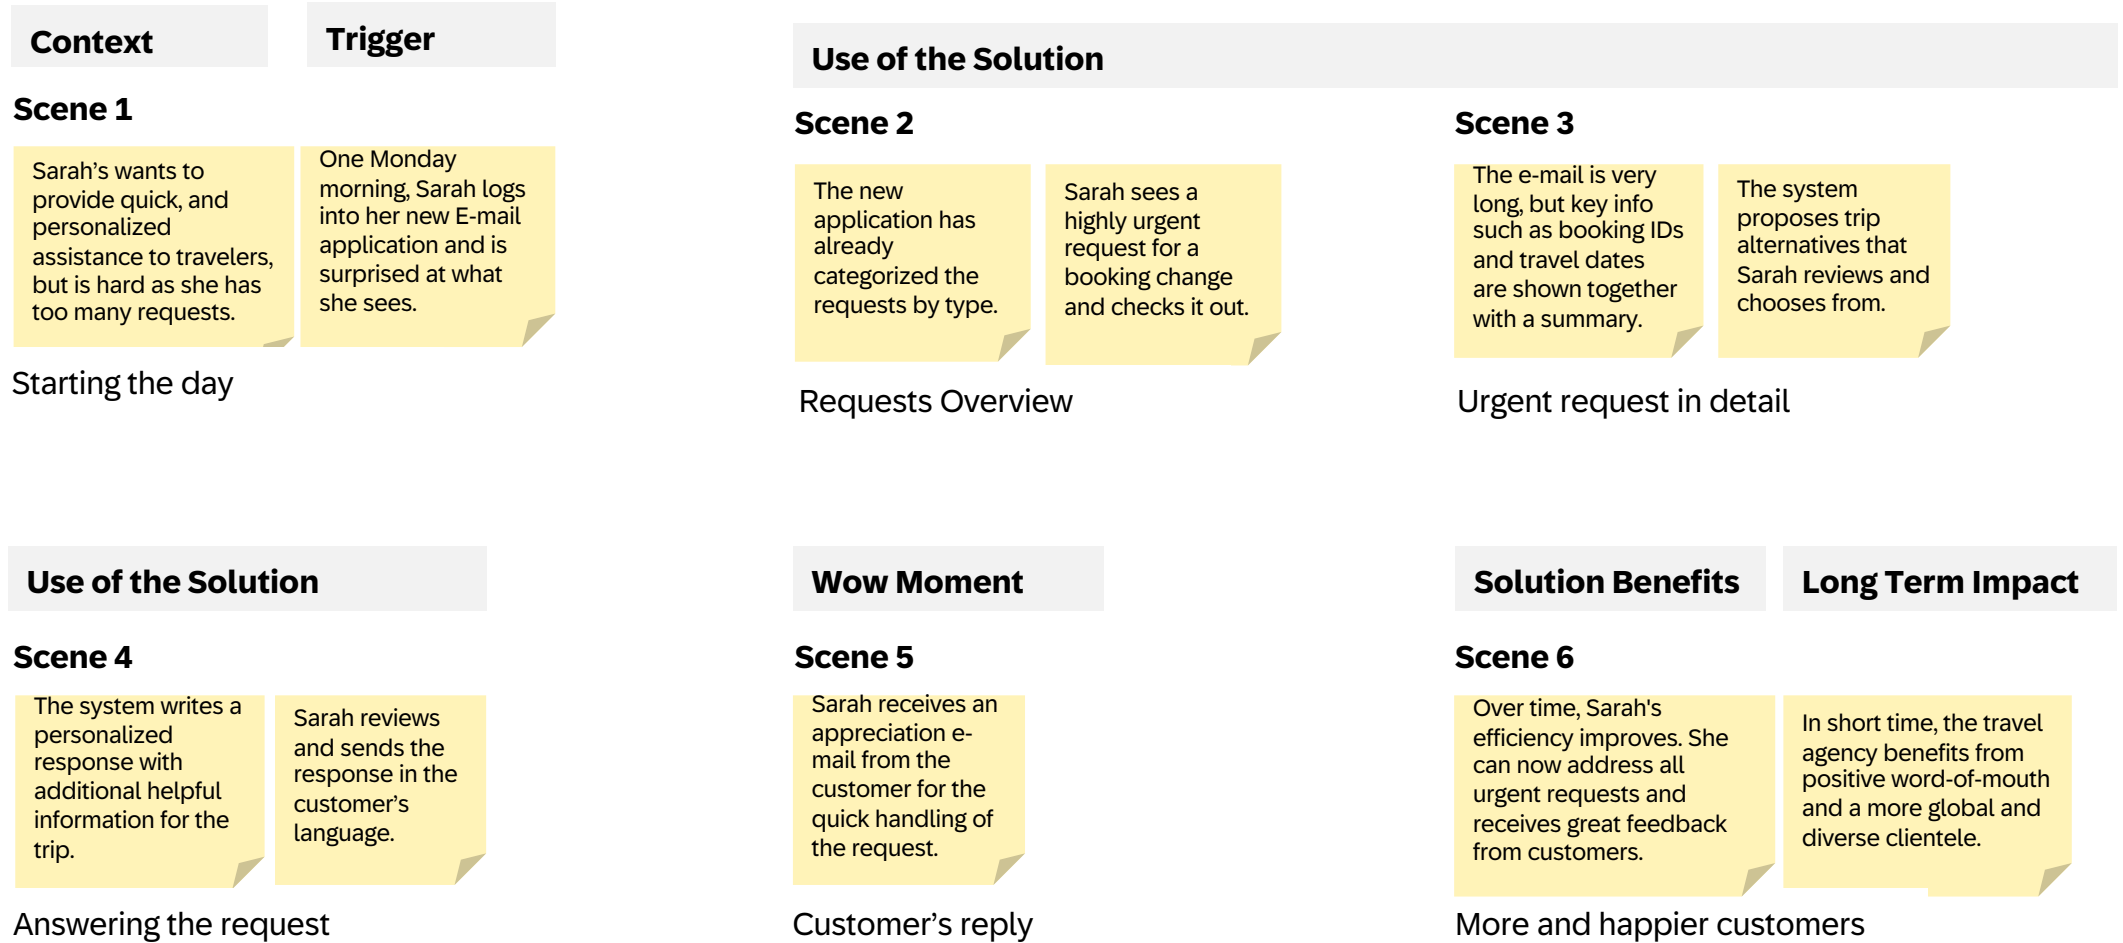 Context
Trigger
Scene 1
Sarah’s wants to
provide quick, and
personalized
assistance to travelers,
but is hard as she has
too many requests.
One Monday
morning, Sarah logs
into her new E-mail
application and is
surprised at what
she sees.
Starting the day
Use of the Solution
Scene 2
The new
application has
already
categorized the
requests by type.
Sarah sees a
highly urgent
request for a
booking change
and checks it out.
Requests Overview
Scene 3
The e-mail is very
long, but key info
such as booking IDs
and travel dates
are shown together
with a summary.
The system
proposes trip
alternatives that
Sarah reviews and
chooses from.
Urgent request in detail
Use of the Solution
Scene 4
The system writes a
personalized
response with
additional helpful
information for the
trip.
Sarah reviews
and sends the
response in the
customer’s
language.
Answering the request
Wow Moment
Scene 5
Sarah receives an
appreciation e-
mail from the
customer for the
quick handling of
the request.
Customer’s reply
Solution Benefits
Long Term Impact
Scene 6
Over time, Sarah's
efficiency improves. She
can now address all
urgent requests and
receives great feedback
from customers.
In short time, the travel
agency benefits from
positive word-of-mouth
and a more global and
diverse clientele.
More and happier customers